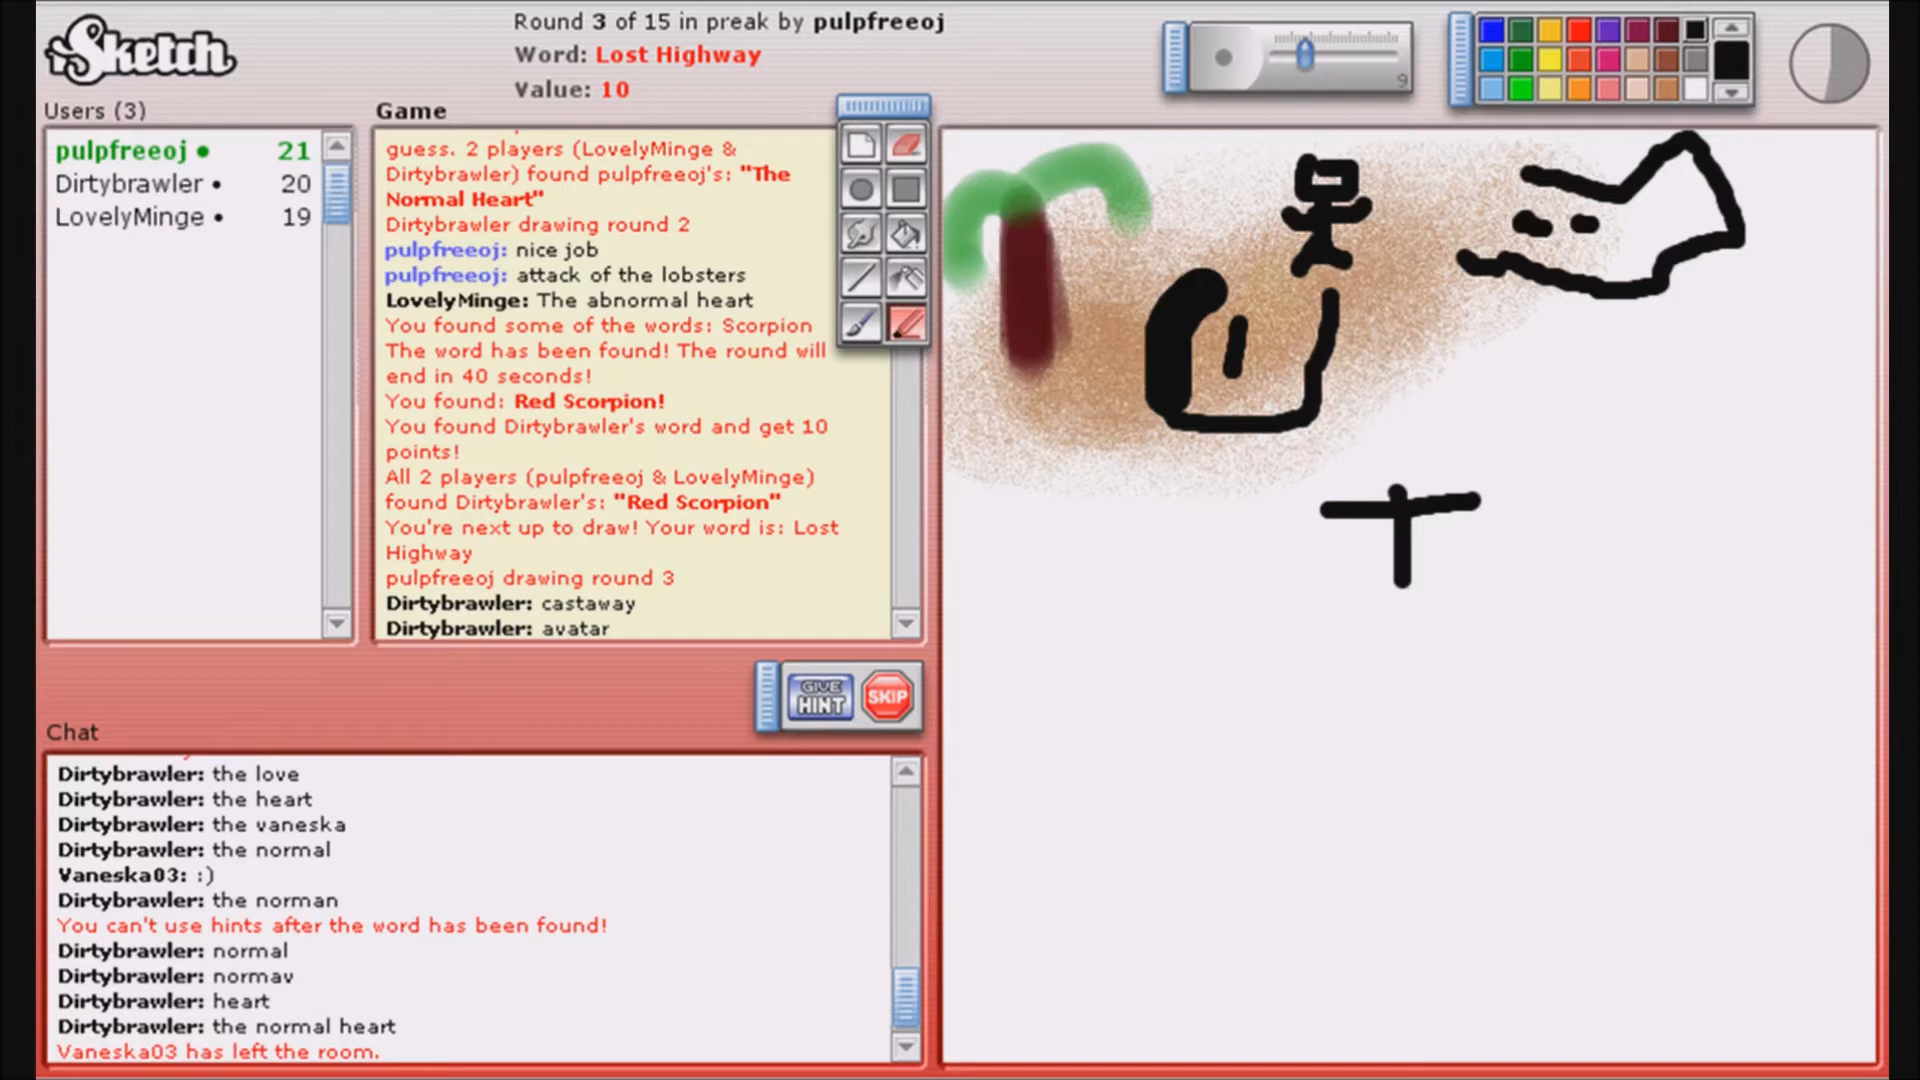 iSketch
Round 3 of 15 in preak by pulpfreeoj
Word: Lost Highway
Value: 10
9
Users (3)
pulpfreeoj • 21
Dirtybrawler • 20
LovelyMinge • 19
Game
guess. 2 players (LovelyMinge &
Dirtybrawler) found pulpfreeoj's: "The
Normal Heart"
Dirtybrawler drawing round 2
pulpfreeoj: nice job
pulpfreeoj: attack of the lobsters
LovelyMinge: The abnormal heart
You found some of the words: Scorpion
The word has been found! The round will
end in 40 seconds!
You found: Red Scorpion!
You found Dirtybrawler's word and get 10
points!
All 2 players (pulpfreeoj & LovelyMinge)
found Dirtybrawler's: "Red Scorpion"
You're next up to draw! Your word is: Lost
Highway
pulpfreeoj drawing round 3
Dirtybrawler: castaway
Dirtybrawler: avatar
GIVE
HINT
SKIP
Chat
Dirtybrawler: the love
Dirtybrawler: the heart
Dirtybrawler: the vaneska
Dirtybrawler: the normal
Vaneska03: :)
Dirtybrawler: the norman
You can't use hints after the word has been found!
Dirtybrawler: normal
Dirtybrawler: normav
Dirtybrawler: heart
Dirtybrawler: the normal heart
Vaneska03 has left the room.